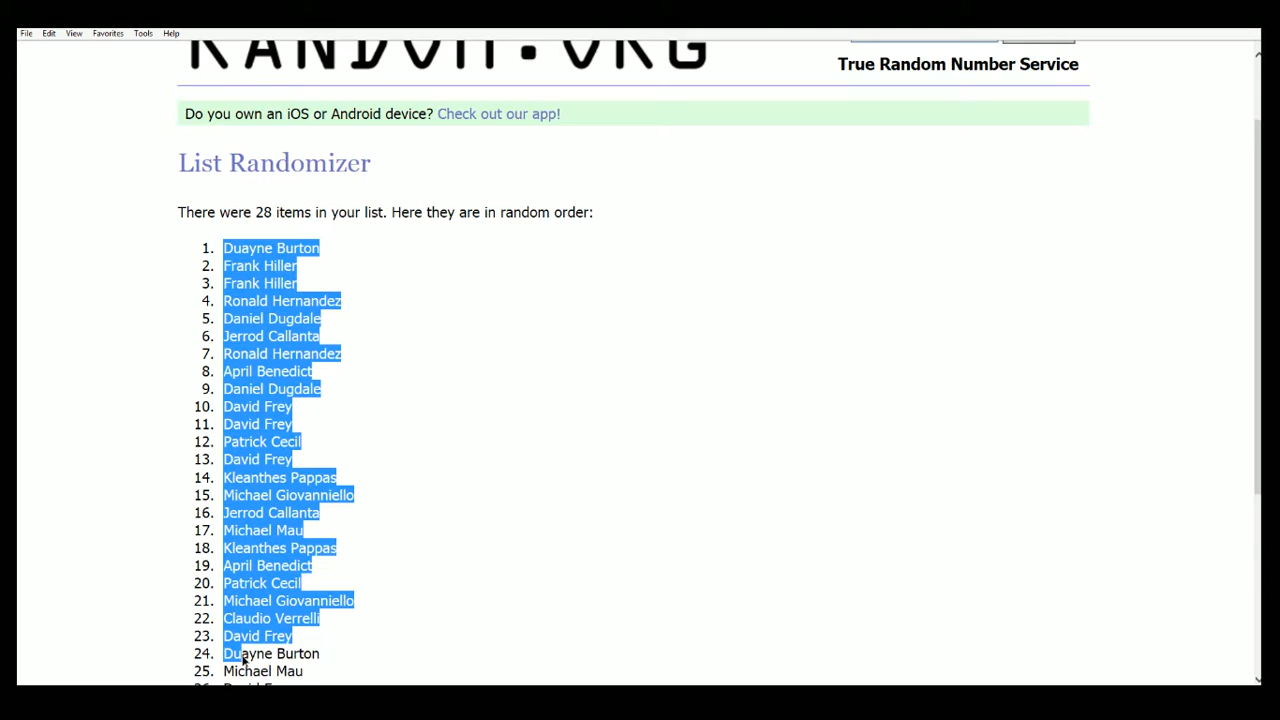 File Edit View Favorites Tools Help
RANDOM.ORG
True Random Number Service
Do you own an iOS or Android device? Check out our app!
List Randomizer
There were 28 items in your list. Here they are in random order:
1. Duayne Burton
2. Frank Hiller
3. Frank Hiller
4. Ronald Hernandez
5. Daniel Dugdale
6. Jerrod Callanta
7. Ronald Hernandez
8. April Benedict
9. Daniel Dugdale
10. David Frey
11. David Frey
12. Patrick Cecil
13. David Frey
14. Kleanthes Pappas
15. Michael Giovanniello
16. Jerrod Callanta
17. Michael Mau
18. Kleanthes Pappas
19. April Benedict
20. Patrick Cecil
21. Michael Giovanniello
22. Claudio Verrelli
23. David Frey
24. Duayne Burton
25. Michael Mau